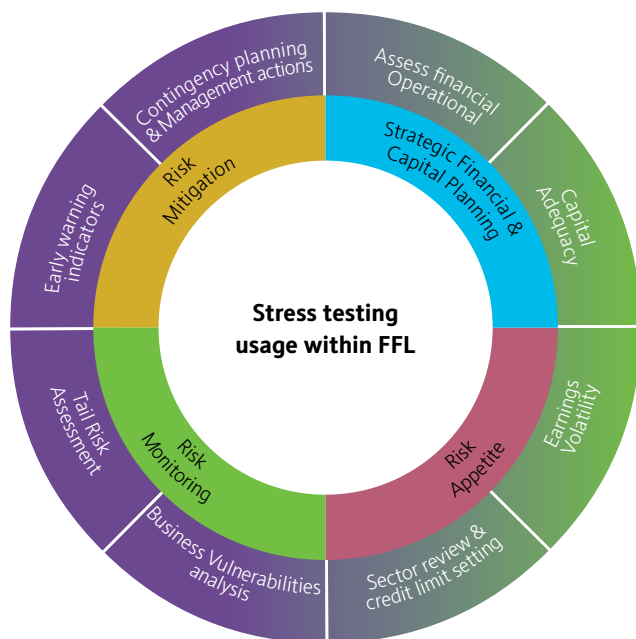 Stress testing
usage within FFL
Strategic Financial &
Capital Planning
Risk
Appetite
Risk
Monitoring
Risk
Mitigation
Assess financial
Operational
Capital
Adequacy
Earnings
Volatility
Sector review &
credit limit setting
Business Vulnerabilities
analysis
Tail Risk
Assessment
Early warning
indicators
Contingency planning
& Management actions